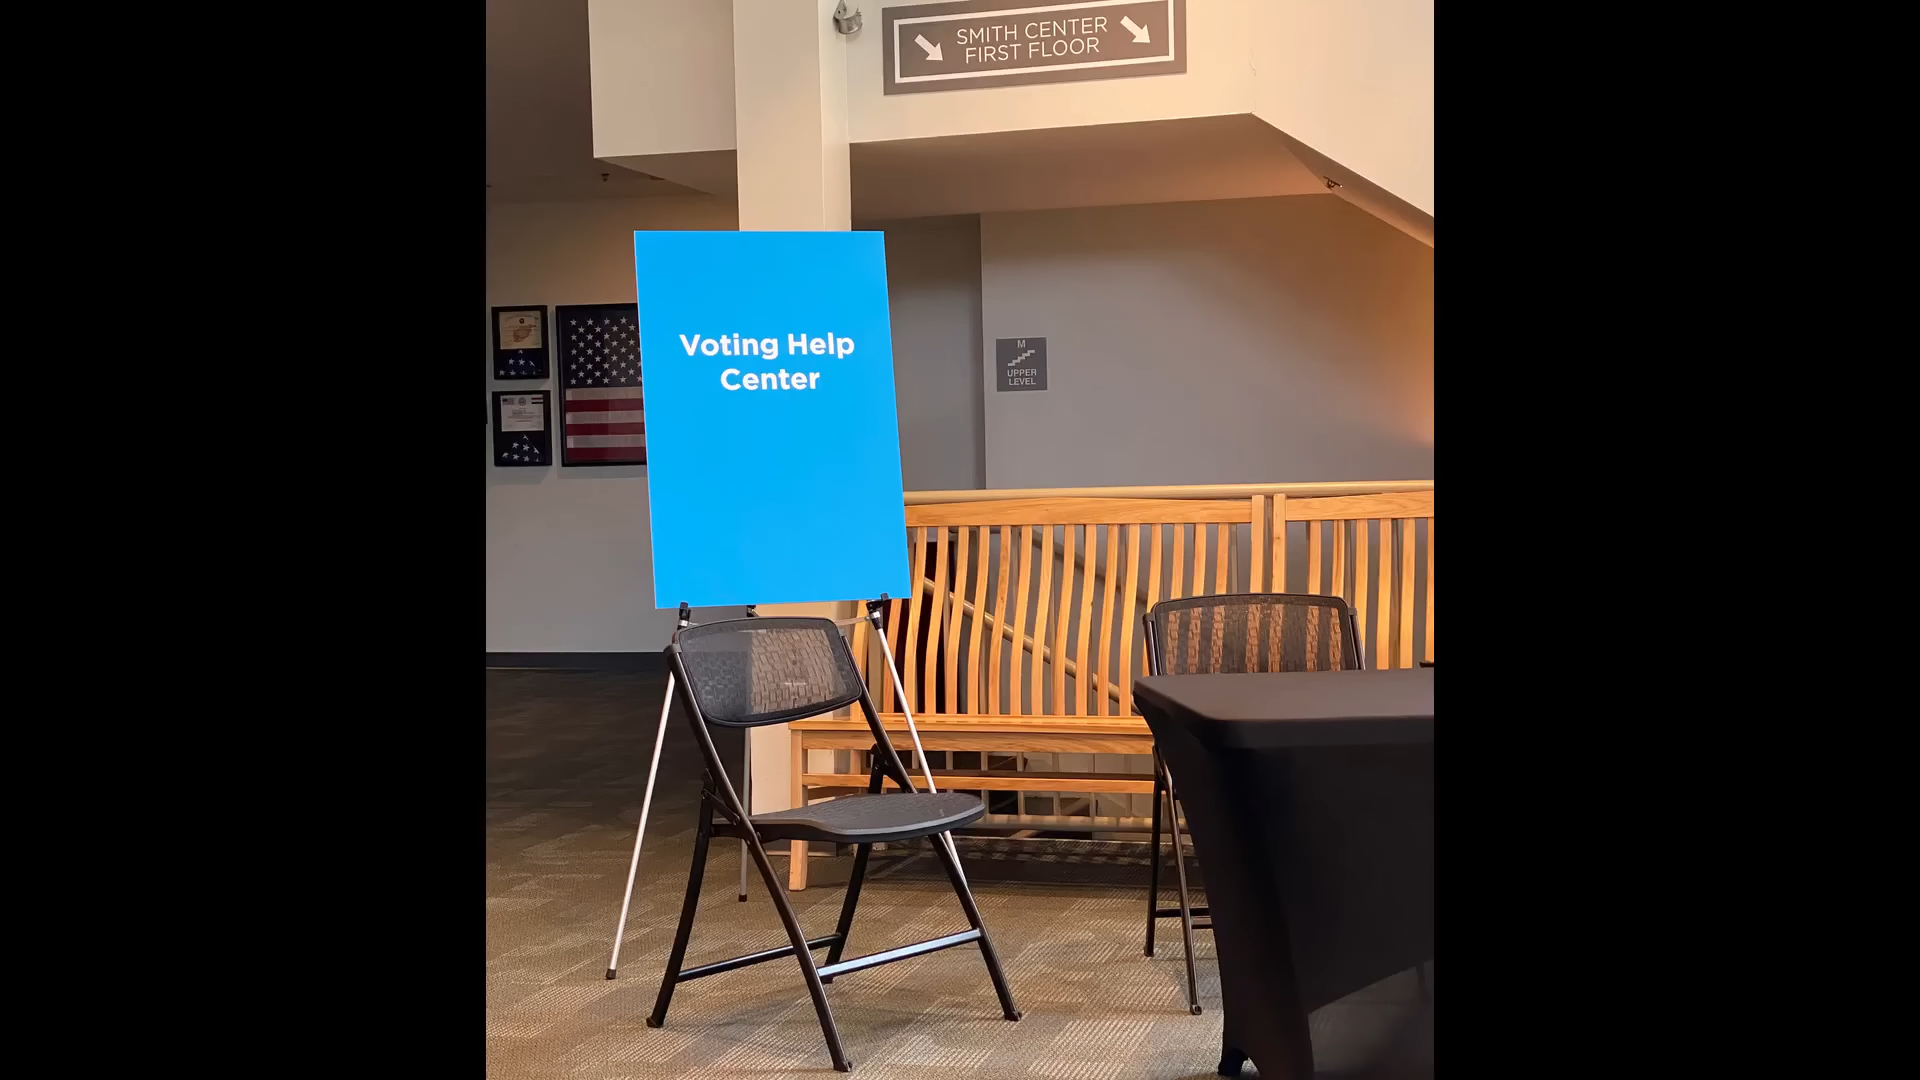 SMITH CENTER
FIRST FLOOR
Voting Help
Center
M
UPPER
LEVEL